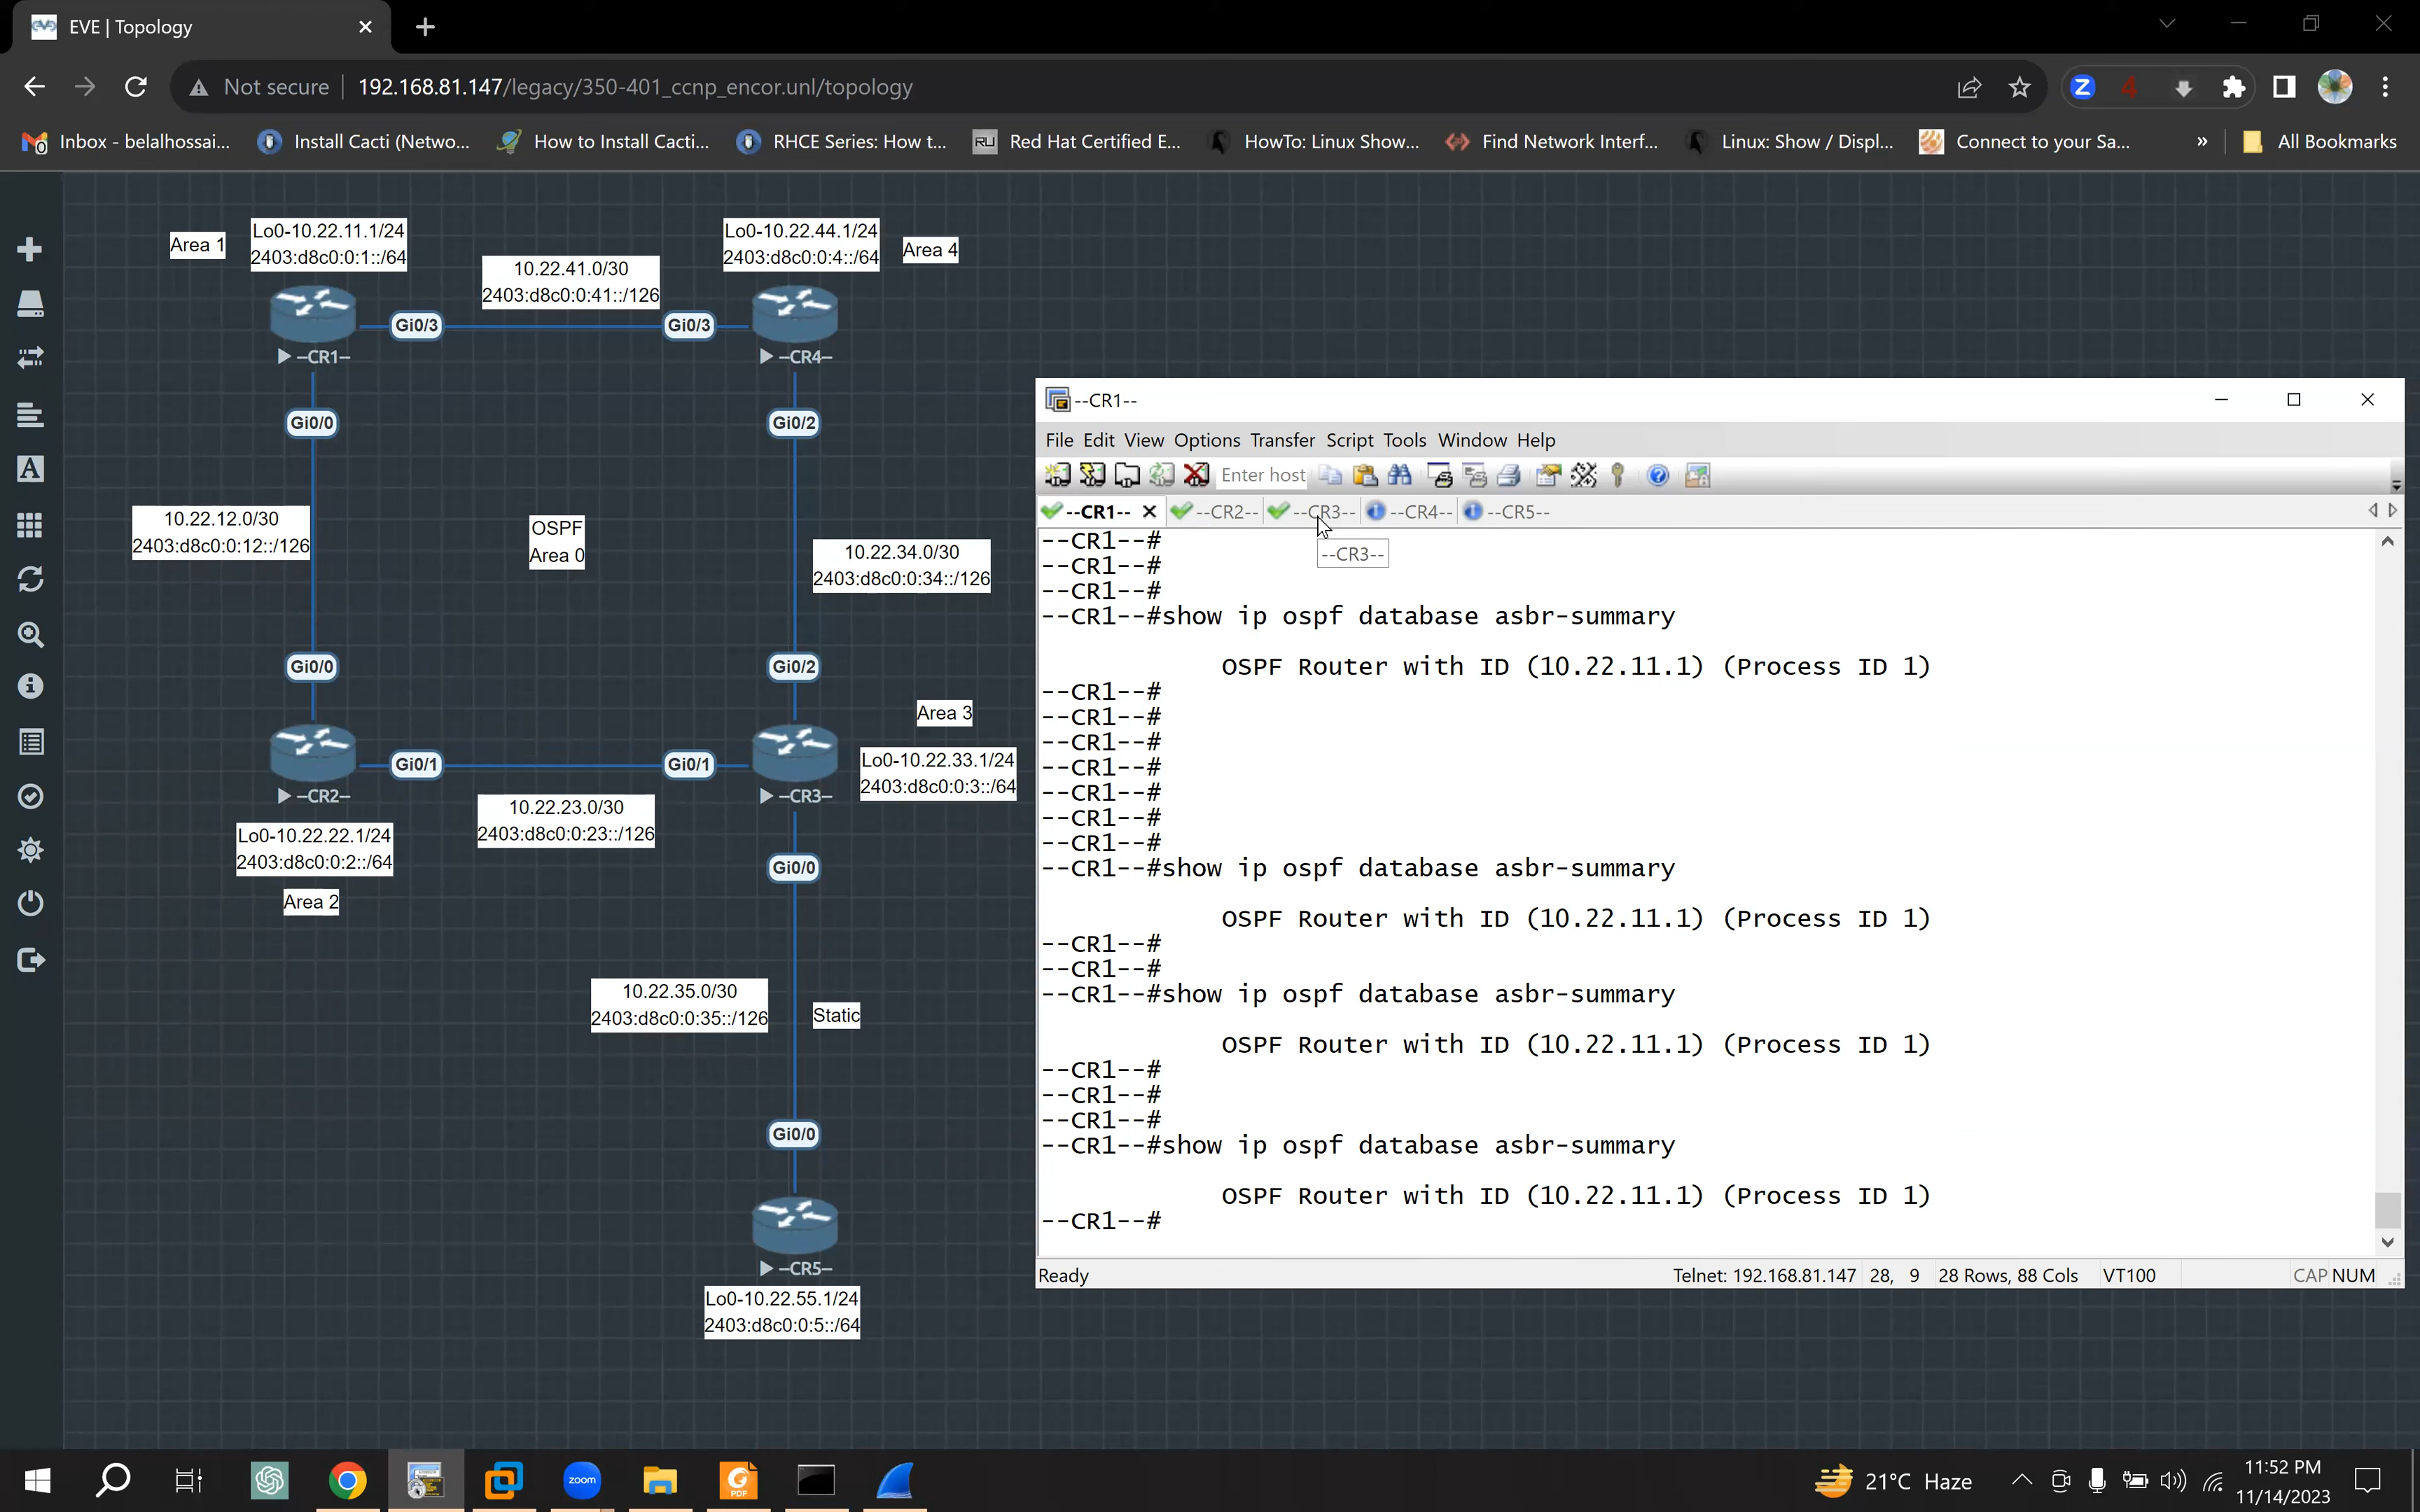 EVE | Topology
Not secure
192.168.81.147/legacy/350-401_ccnp_encor.unl/topology
Inbox - belalhossai...
Install Cacti (Netwo...
How to Install Cacti...
RHCE Series: How t...
Red Hat Certified E...
HowTo: Linux Show...
Find Network Interf...
Linux: Show / Displ...
Connect to your Sa...
»
All Bookmarks
Area 1
Lo0-10.22.11.1/24
2403:d8c0:0:1::/64
10.22.41.0/30
2403:d8c0:0:41::/126
Lo0-10.22.44.1/24
2403:d8c0:0:4::/64
Area 4
Gi0/3
Gi0/3
–CR1–
–CR4–
Gi0/0
Gi0/2
10.22.12.0/30
2403:d8c0:0:12::/126
OSPF
Area 0
10.22.34.0/30
2403:d8c0:0:34::/126
Gi0/0
Gi0/2
Area 3
Gi0/1
Gi0/1
Lo0-10.22.33.1/24
2403:d8c0:0:3::/64
–CR2–
–CR3–
10.22.23.0/30
2403:d8c0:0:23::/126
Lo0-10.22.22.1/24
2403:d8c0:0:2::/64
Area 2
Gi0/0
10.22.35.0/30
2403:d8c0:0:35::/126
Static
Gi0/0
–CR5–
Lo0-10.22.55.1/24
2403:d8c0:0:5::/64
--CR1--
File Edit View Options Transfer Script Tools Window Help
Enter host
--CR1-- --CR2-- --CR3-- --CR4-- --CR5--
--CR3--
--CR1--#
--CR1--#
--CR1--#
--CR1--#show ip ospf database asbr-summary
OSPF Router with ID (10.22.11.1) (Process ID 1)
--CR1--#
--CR1--#
--CR1--#
--CR1--#
--CR1--#
--CR1--#
--CR1--#
--CR1--#show ip ospf database asbr-summary
OSPF Router with ID (10.22.11.1) (Process ID 1)
--CR1--#
--CR1--#
--CR1--#show ip ospf database asbr-summary
OSPF Router with ID (10.22.11.1) (Process ID 1)
--CR1--#
--CR1--#
--CR1--#
--CR1--#show ip ospf database asbr-summary
OSPF Router with ID (10.22.11.1) (Process ID 1)
--CR1--#
Ready
Telnet: 192.168.81.147 28, 9 28 Rows, 88 Cols VT100 CAP NUM
zoom
PDF
21°C Haze
11:52 PM
11/14/2023